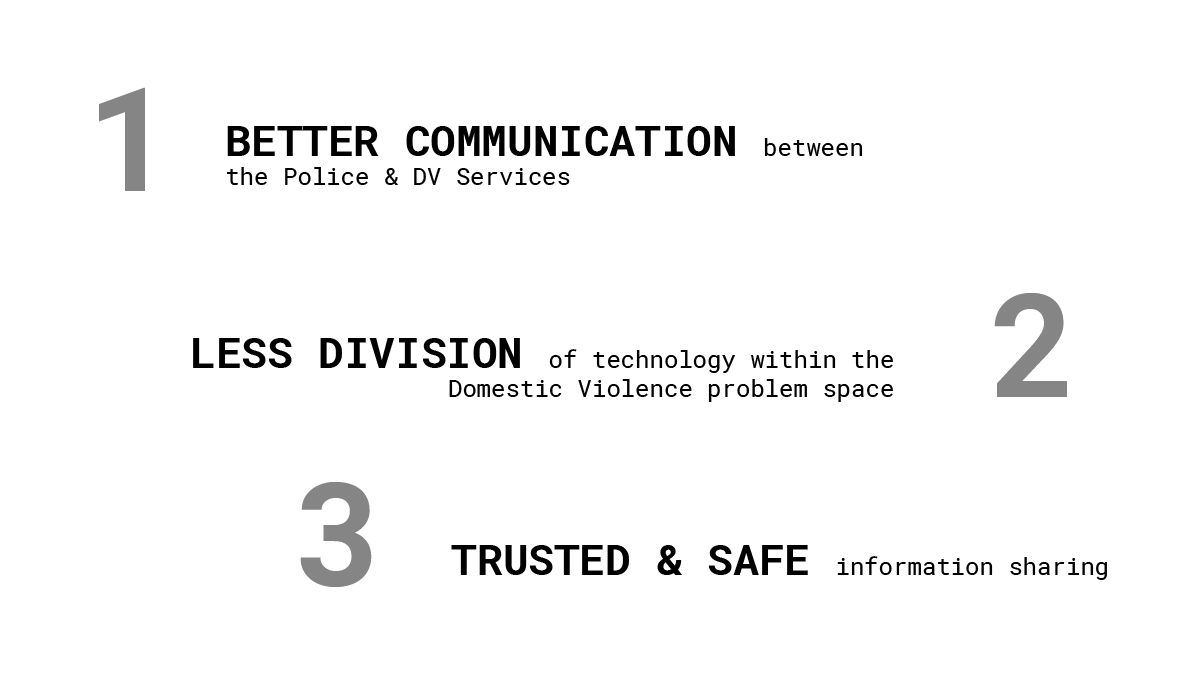 1
BETTER COMMUNICATION between
the Police & DV Services
LESS DIVISION of technology within the
Domestic Violence problem space
2
3
TRUSTED & SAFE information sharing